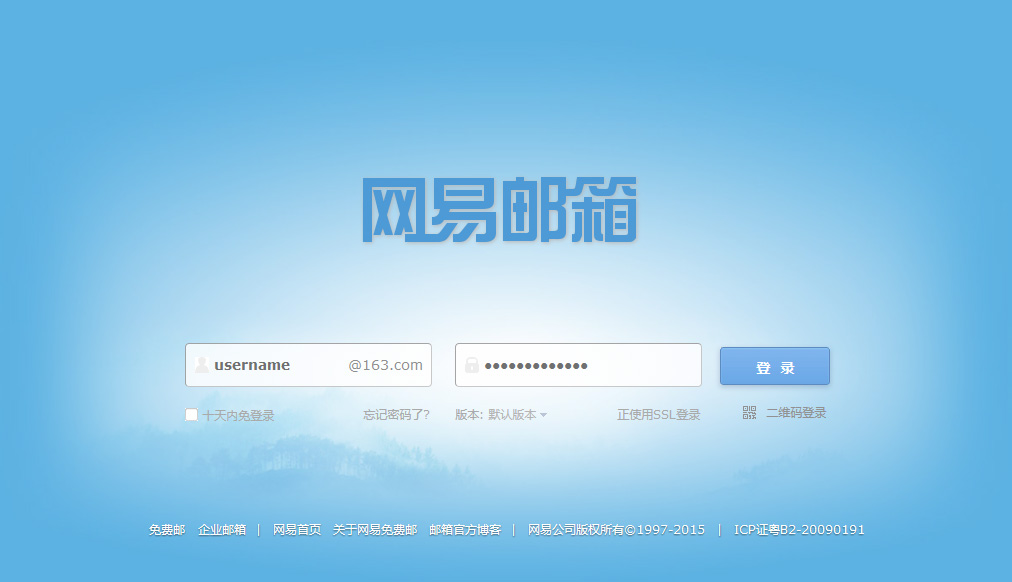 网易邮箱
username @163.com ●●●●●●●●●●●●● 登 录
十天内免登录 忘记密码了? 版本: 默认版本 正使用SSL登录 二维码登录
免费邮 企业邮箱 | 网易首页 关于网易免费邮 邮箱官方博客 | 网易公司版权所有©1997-2015 | ICP证粤B2-20090191